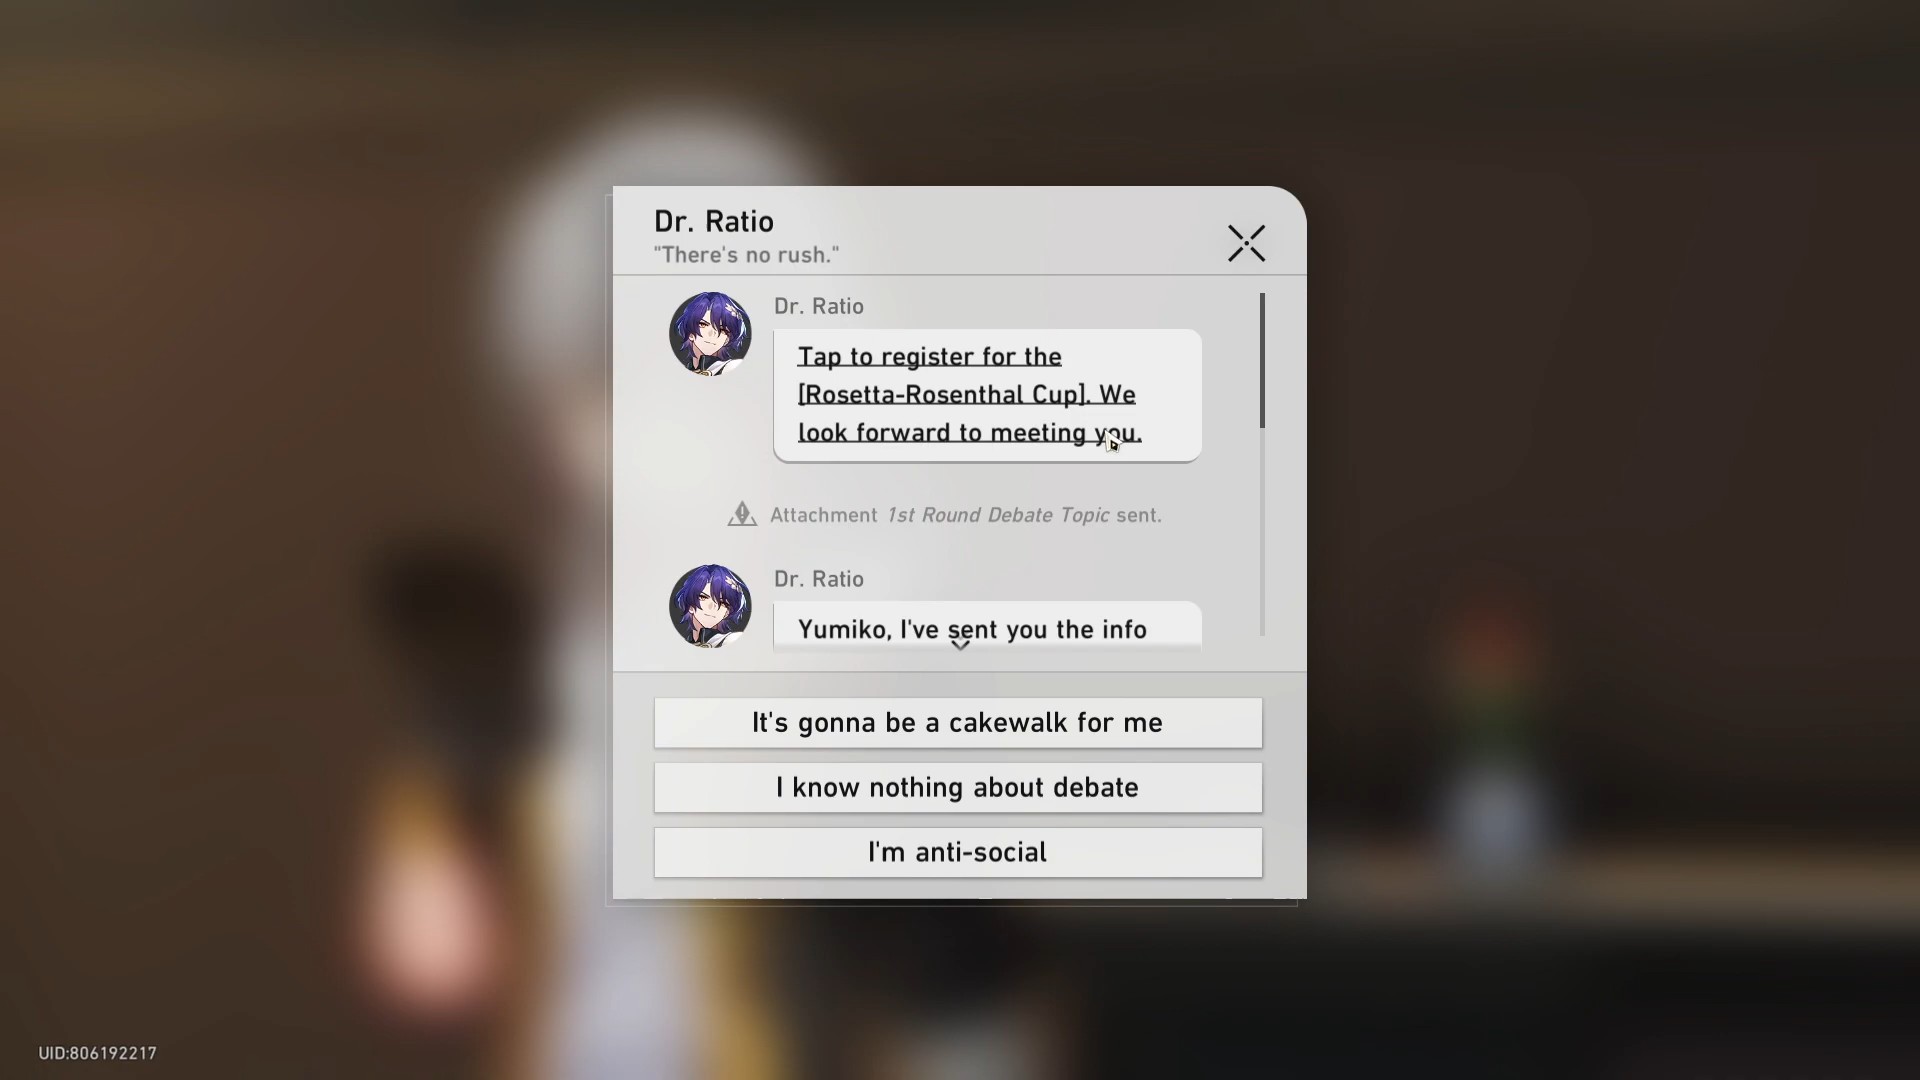 Dr. Ratio
"There's no rush."
Dr. Ratio
Tap to register for the
[Rosetta-Rosenthal Cup]. We
look forward to meeting you.
Attachment 1st Round Debate Topic sent.
Dr. Ratio
Yumiko, I've sent you the info
It's gonna be a cakewalk for me
I know nothing about debate
I'm anti-social
UID:806192217